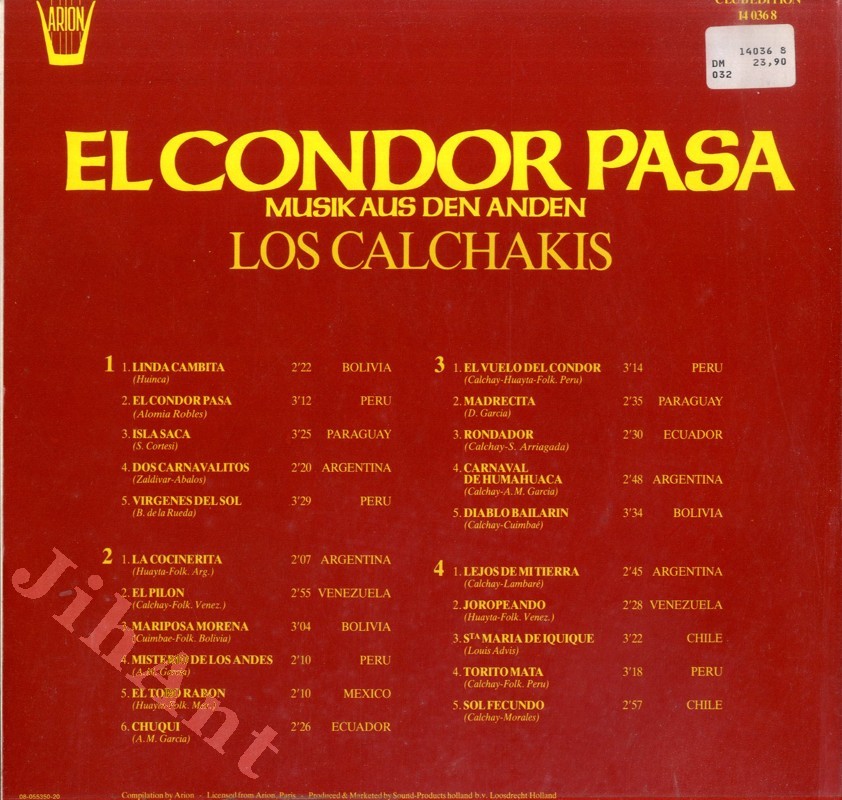 ARION
CLUBEDITION
14 036 8
14036 8
DM 23,90
032
EL CONDOR PASA
MUSIK AUS DEN ANDEN
LOS CALCHAKIS
1 1. LINDA CAMBITA 2'22 BOLIVIA
(Huinca)
2. EL CONDOR PASA 3'12 PERU
(Alomia Robles)
3. ISLA SACA 3'25 PARAGUAY
(S. Cortesi)
4. DOS CARNAVALITOS 2'20 ARGENTINA
(Zaldivar-Abalos)
5. VIRGENES DEL SOL 3'29 PERU
(B. de la Rueda)
2 1. LA COCINERITA 2'07 ARGENTINA
(Huayta-Folk. Arg.)
2. EL PILON 2'55 VENEZUELA
(Calchay-Folk. Venez.)
3. MARIPOSA MORENA 3'04 BOLIVIA
(Cuimbae-Folk. Bolivia)
4. DE LOS ANDES 2'10 PERU
5. EL RABON 2'10 MEXICO
(Huayta-Folk.
6. CHUQUI 2'26 ECUADOR
(A.M. Garcia)
3 1. EL VUELO DEL CONDOR 3'14 PERU
(Calchay-Huayta-Folk. Peru)
2. MADRECITA 2'35 PARAGUAY
(D. Garcia)
3. RONDADOR 2'30 ECUADOR
(Calchay-S. Arriagada)
4. CARNAVAL
DE HUMAHUACA 2'48 ARGENTINA
(Calchay-A.M. Garcia)
5. DIABLO BAILARIN 3'34 BOLIVIA
(Calchay-Cuimbaé)
4 1. LEJOS DE MI TIERRA 2'45 ARGENTINA
(Calchay-Lambaré)
2. JOROPEANDO 2'28 VENEZUELA
(Huayta-Folk. Venez.)
3. STA MARIA DE IQUIQUE 3'22 CHILE
(Louis Advis)
4. TORITO MATA 3'18 PERU
(Calchay-Folk. Peru)
5. SOL FECUNDO 2'57 CHILE
(Calchay-Morales)
JihAnt
08-055350-20
Compilation by Arion - Licensed from Arion, Paris - Produced & Marketed by Sound-Products holland b.v. Loosdrecht Holland